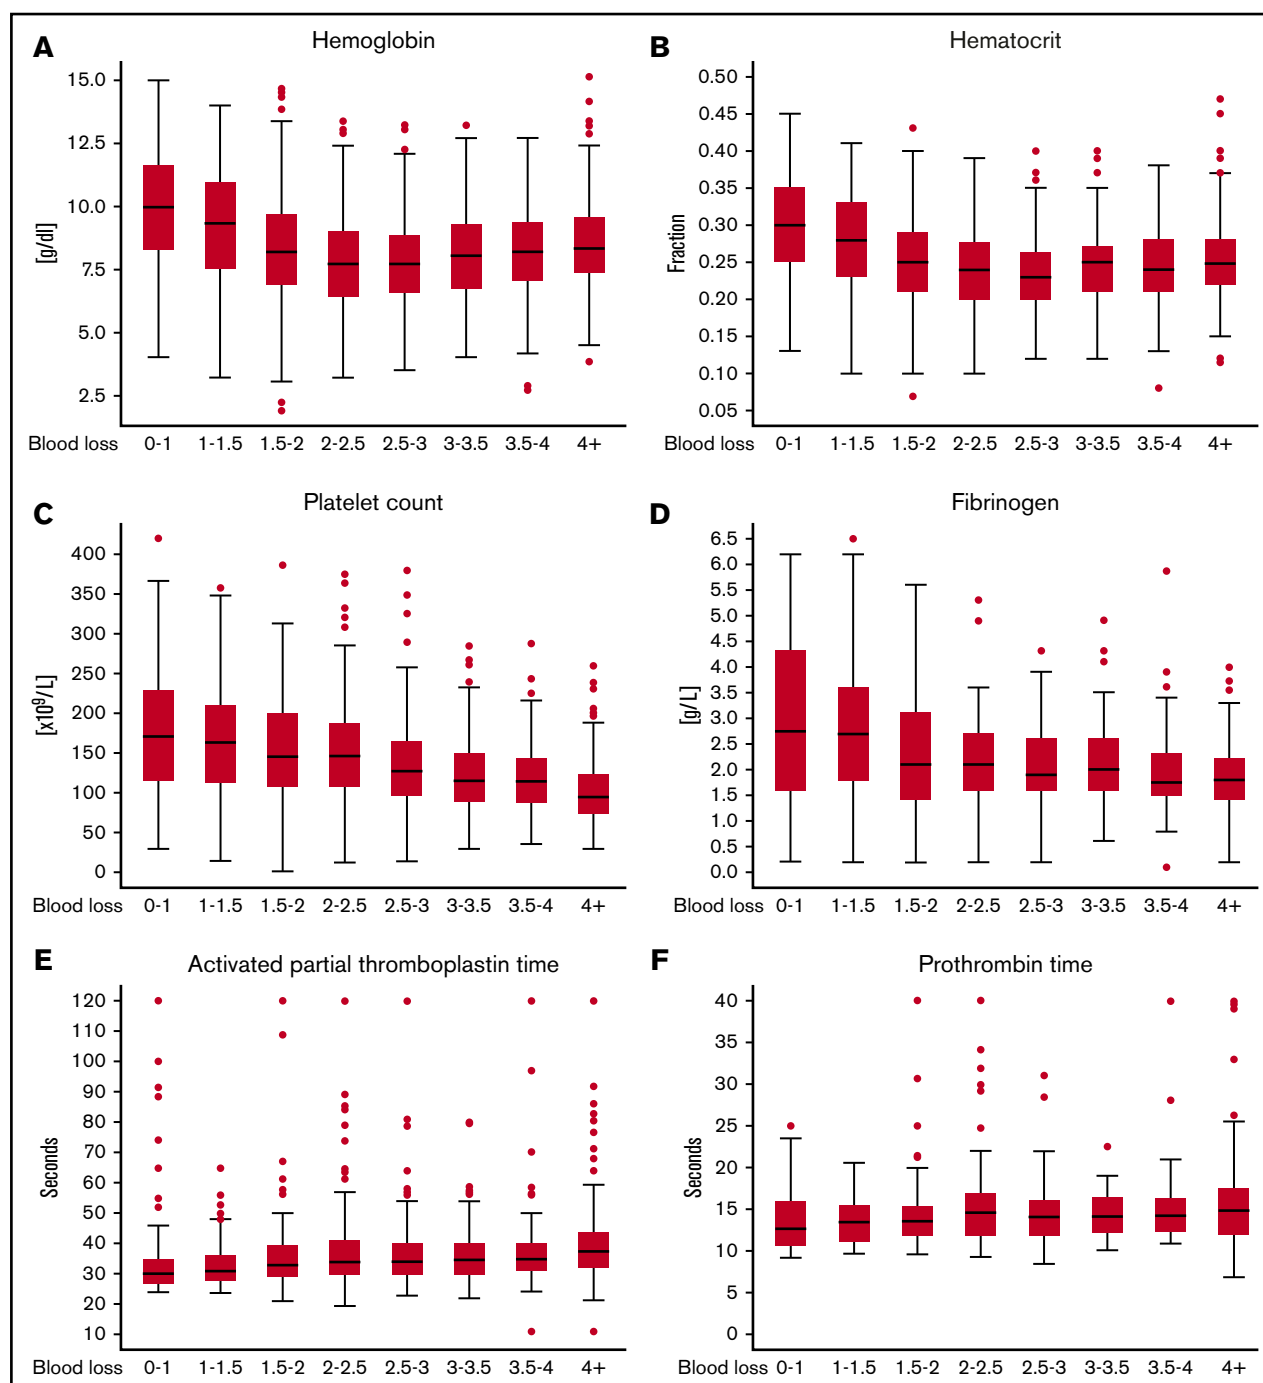 A
Hemoglobin
[g/dl]
15.0
12.5
10.0
7.5
5.0
2.5
Blood loss 0-1 1-1.5 1.5-2 2-2.5 2.5-3 3-3.5 3.5-4 4+
B
Hematocrit
Fraction
0.50
0.45
0.40
0.35
0.30
0.25
0.20
0.15
0.10
0.05
Blood loss 0-1 1-1.5 1.5-2 2-2.5 2.5-3 3-3.5 3.5-4 4+
C
Platelet count
[x10⁹/L]
400
350
300
250
200
150
100
50
0
Blood loss 0-1 1-1.5 1.5-2 2-2.5 2.5-3 3-3.5 3.5-4 4+
D
Fibrinogen
[g/L]
6.5
6.0
5.5
5.0
4.5
4.0
3.5
3.0
2.5
2.0
1.5
1.0
0.5
0.0
Blood loss 0-1 1-1.5 1.5-2 2-2.5 2.5-3 3-3.5 3.5-4 4+
E
Activated partial thromboplastin time
Seconds
120
110
100
90
80
70
60
50
40
30
20
10
Blood loss 0-1 1-1.5 1.5-2 2-2.5 2.5-3 3-3.5 3.5-4 4+
F
Prothrombin time
Seconds
40
35
30
25
20
15
10
5
0
Blood loss 0-1 1-1.5 1.5-2 2-2.5 2.5-3 3-3.5 3.5-4 4+